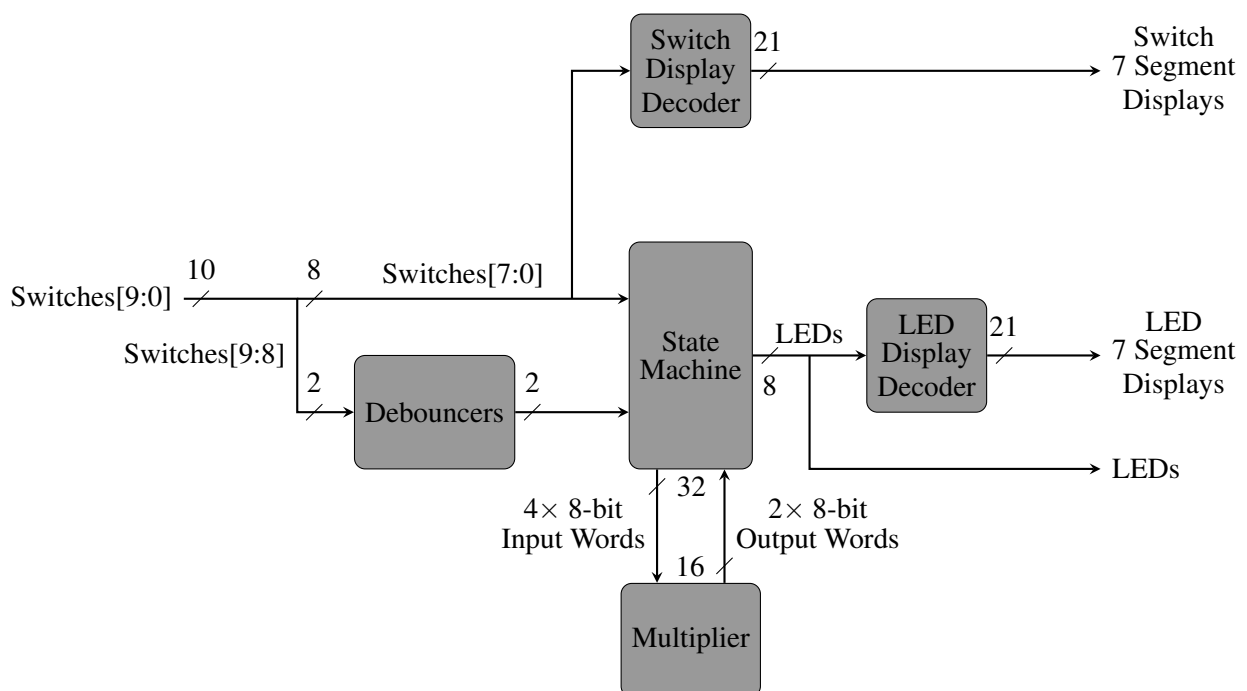 Switch
Display
Decoder
21
Switch
7 Segment
Displays
Switches[9:0]
10
8
Switches[7:0]
Switches[9:8]
2
Debouncers
2
State
Machine
LEDs
8
LED
Display
Decoder
21
LED
7 Segment
Displays
LEDs
32
4× 8-bit
Input Words
2× 8-bit
Output Words
16
Multiplier